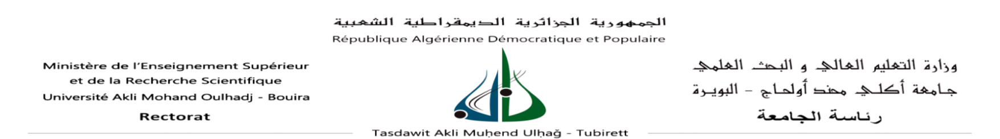 الجمهورية الجزائرية الديمقراطية الشعبية
République Algérienne Démocratique et Populaire
Ministère de l'Enseignement Supérieur
et de la Recherche Scientifique
Université Akli Mohand Oulhadj - Bouira
Rectorat
وزارة التعليم العالي و البحث العلمي
جامعة أكلي محند أولحاج - البويرة
رئاسة الجامعة
Tasdawit Akli Muḥend Ulḥağ - Tubirett